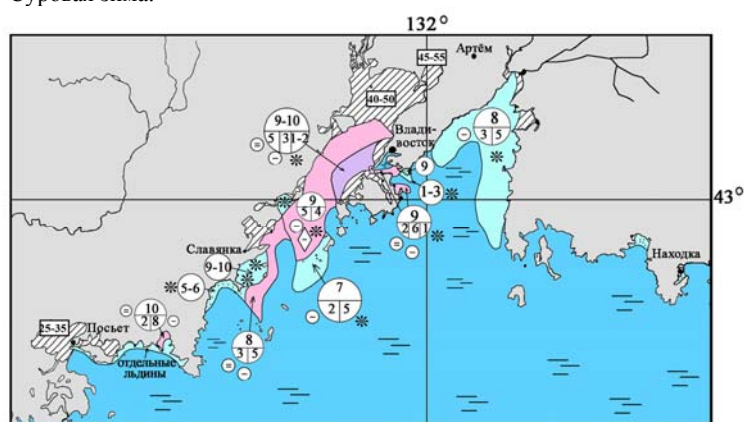 Суровая зима.
132°
Артём
45-55
40-50
9-10
5 3 1-2
Влади-
восток
8
3 5
9
1-3
43°
9
5 4
9
2 6 1
Славянка
9-10
Находка
5-6
7
2 5
10
2 8
25-35
Посьет
8
3 5
отдельные
льдины